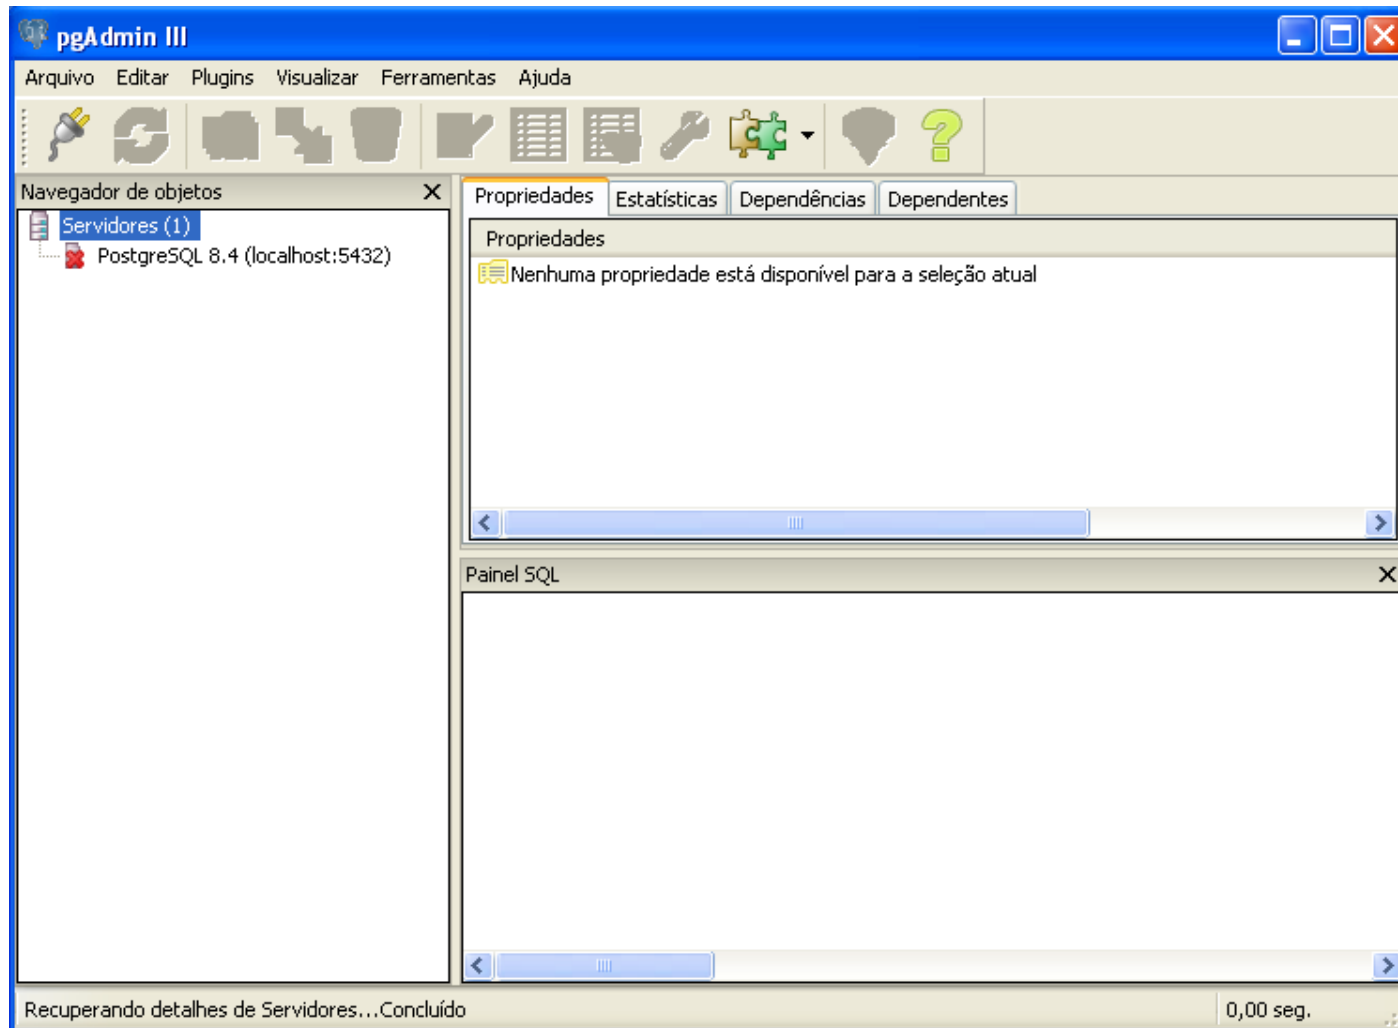 pgAdmin III
Arquivo Editar Plugins Visualizar Ferramentas Ajuda
Navegador de objetos
Servidores (1)
PostgreSQL 8.4 (localhost:5432)
Propriedades Estatísticas Dependências Dependentes
Propriedades
Nenhuma propriedade está disponível para a seleção atual
Painel SQL
Recuperando detalhes de Servidores...Concluído
0,00 seg.